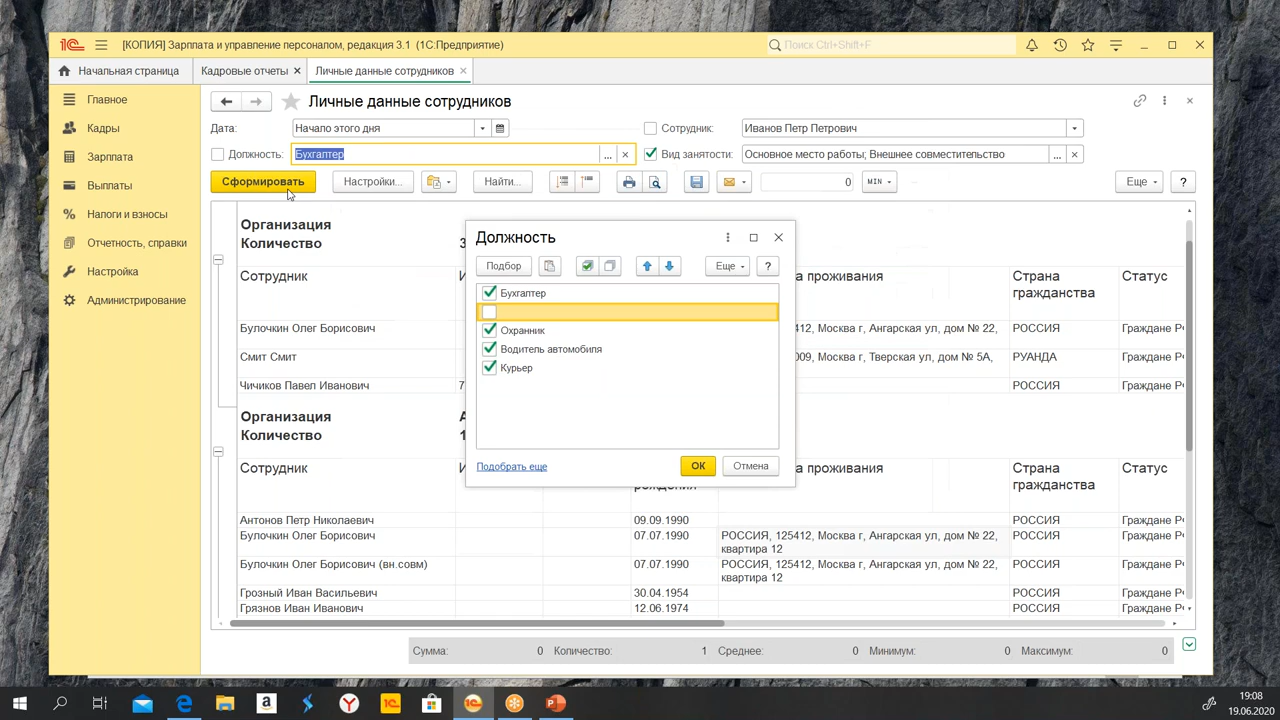 [КОПИЯ] Зарплата и управление персоналом, редакция 3.1 (1С:Предприятие)
Поиск Ctrl+Shift+F
Начальная страница
Кадровые отчеты ×
Личные данные сотрудников ×
Главное
Кадры
Зарплата
Выплаты
Налоги и взносы
Отчетность, справки
Настройка
Администрирование
Личные данные сотрудников
Дата: Начало этого дня
Сотрудник: Иванов Петр Петрович
Должность: Бухгалтер ... ×
Вид занятости: Основное место работы; Внешнее совместительство ... ×
Сформировать Настройки... Найти... 0 MIN Еще ?
Организация
Количество 3
Сотрудник а проживания Страна гражданства Статус
Булочкин Олег Борисович 412, Москва г, Ангарская ул, дом № 22, РОССИЯ Граждане Р
Смит Смит 009, Москва г, Тверская ул, дом № 5А, РУАНДА Граждане Р
Чичиков Павел Иванович 7 РОССИЯ Граждане Р
Организация А
Количество 1
Сотрудник рождения а проживания Страна гражданства Статус
Антонов Петр Николаевич 09.09.1990 РОССИЯ Граждане Р
Булочкин Олег Борисович 07.07.1990 РОССИЯ, 125412, Москва г, Ангарская ул, дом № 22, квартира 12 РОССИЯ Граждане Р
Булочкин Олег Борисович (вн.совм) 07.07.1990 РОССИЯ, 125412, Москва г, Ангарская ул, дом № 22, квартира 12 РОССИЯ Граждане Р
Грозный Иван Васильевич 30.04.1954 РОССИЯ Граждане Р
Грязнов Иван Иванович 12.06.1974 РОССИЯ Граждане Р
Должность
Подбор Еще ?
Бухгалтер
Охранник
Водитель автомобиля
Курьер
Подобрать еще
ОК Отмена
Сумма: 0 Количество: 1 Среднее: 0 Минимум: 0 Максимум: 0
19:08
19.06.2020